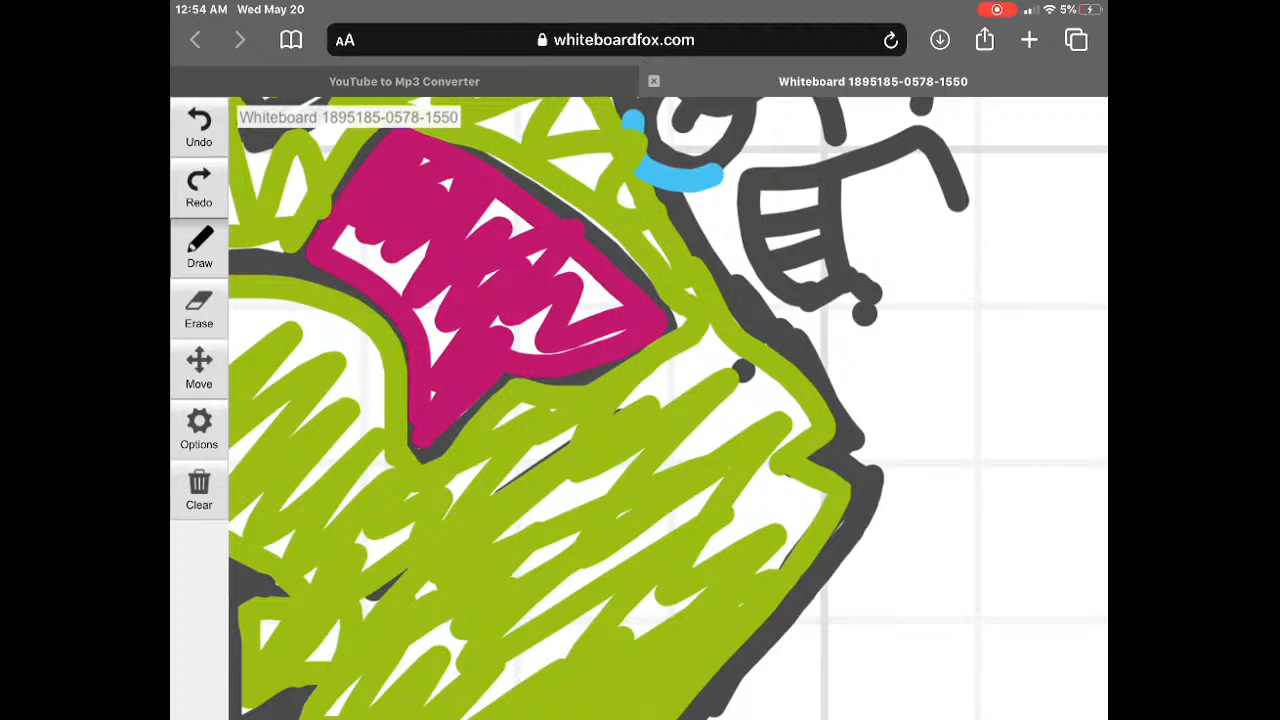 12:54 AM Wed May 20 5%
AA whiteboardfox.com
YouTube to Mp3 Converter Whiteboard 1895185-0578-1550
Whiteboard 1895185-0578-1550
Undo
Redo
Draw
Erase
Move
Options
Clear